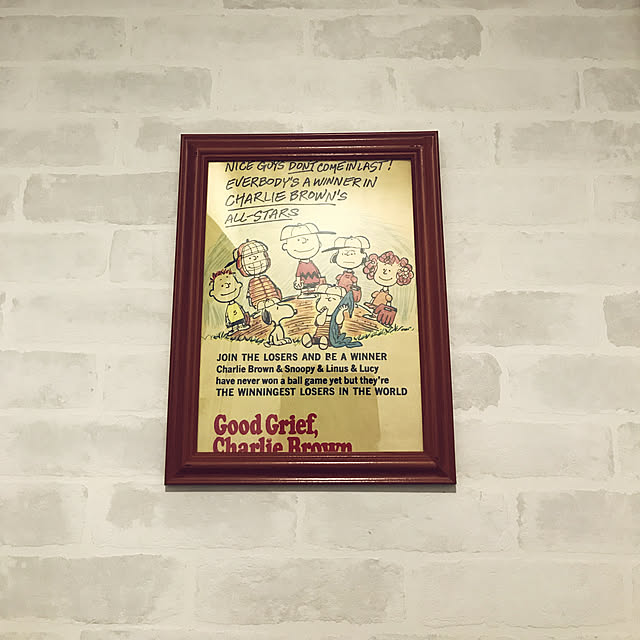 NICE GUYS DON'T COME IN LAST!
EVERBODY'S A WINNER IN
CHARLIE BROWN'S
ALL-STARS
JOIN THE LOSERS AND BE A WINNER
Charlie Brown & Snoopy & Linus & Lucy
have never won a ball game yet but they're
THE WINNINGEST LOSERS IN THE WORLD
Good Grief,
Charlie Brown